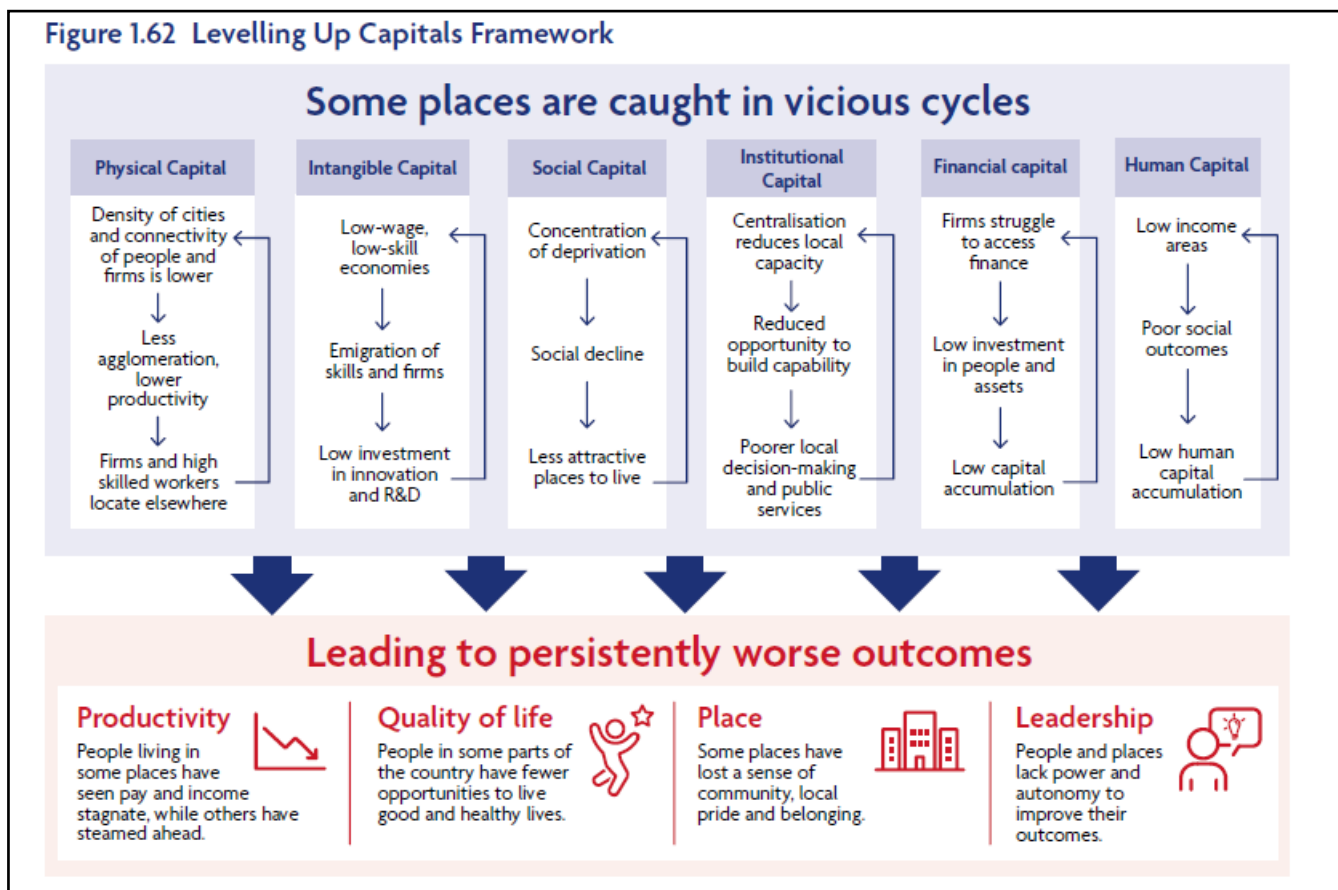 Figure 1.62 Levelling Up Capitals Framework
Some places are caught in vicious cycles
Physical Capital
Density of cities
and connectivity
of people and
firms is lower
Less
agglomeration,
lower
productivity
Firms and high
skilled workers
locate elsewhere
Intangible Capital
Low-wage,
low-skill
economies
Emigration of
skills and firms
Low investment
in innovation
and R&D
Social Capital
Concentration
of deprivation
Social decline
Less attractive
places to live
Institutional
Capital
Centralisation
reduces local
capacity
Reduced
opportunity to
build capability
Poorer local
decision-making
and public
services
Financial capital
Firms struggle
to access
finance
Low investment
in people and
assets
Low capital
accumulation
Human Capital
Low income
areas
Poor social
outcomes
Low human
capital
accumulation
Leading to persistently worse outcomes
Productivity
People living in
some places have
seen pay and income
stagnate, while others have
steamed ahead.
Quality of life
People in some parts of
the country have fewer
opportunities to live
good and healthy lives.
Place
Some places have
lost a sense of
community, local
pride and belonging.
Leadership
People and places
lack power and
autonomy to
improve their
outcomes.